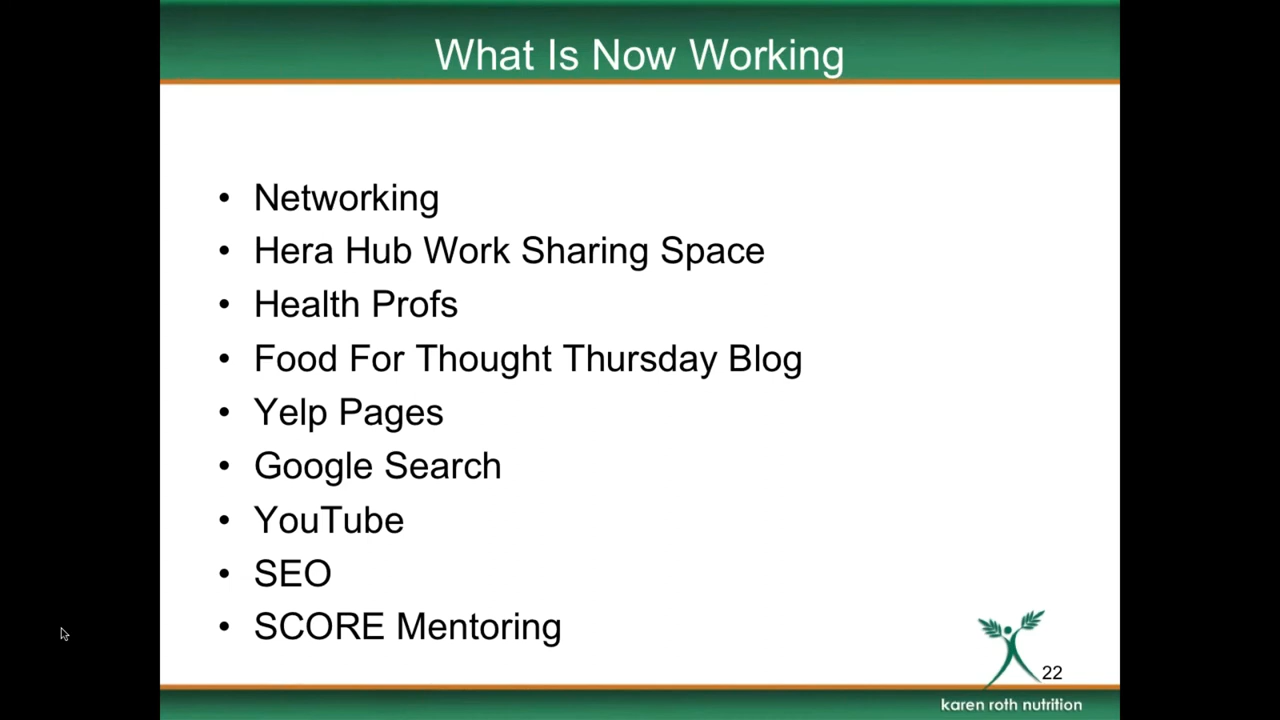 What Is Now Working
• Networking
• Hera Hub Work Sharing Space
• Health Profs
• Food For Thought Thursday Blog
• Yelp Pages
• Google Search
• YouTube
• SEO
• SCORE Mentoring
22
karen roth nutrition